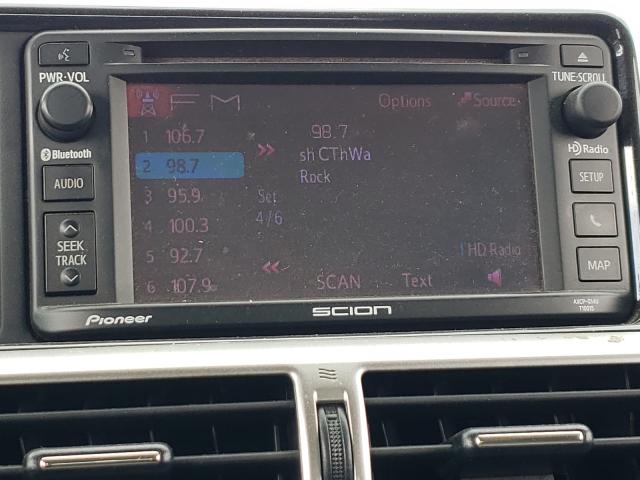 PWR·VOL
TUNE·SCROLL
FM
Options
Source
1 106.7
98.7
Bluetooth
HD Radio
2 98.7
sh CThWa
AUDIO
Rock
SETUP
3 95.9
Set
4/6
4 100.3
SEEK
TRACK
5 92.7
HD Radio
MAP
6 107.9
SCAN
Text
Pioneer
SCION